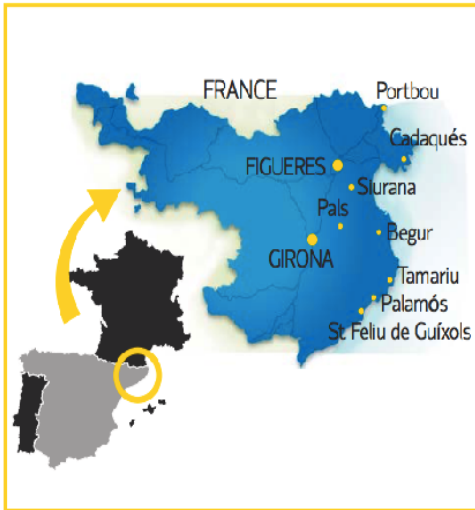 FRANCE
Portbou
Cadaqués
FIGUERES
Siurana
Pals
Begur
GIRONA
Tamariu
Palamós
St Feliu de Guíxols